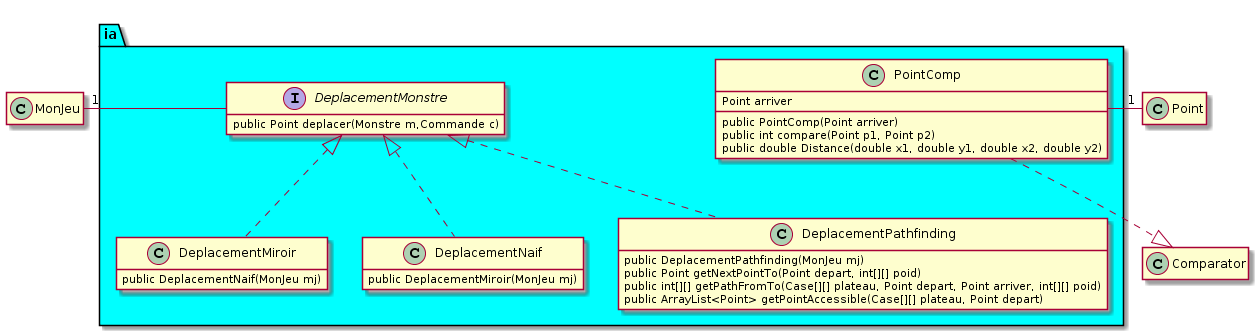 ia
C MonJeu
1
I DeplacementMonstre
public Point deplacer(Monstre m,Commande c)
C PointComp
Point arriver
public PointComp(Point arriver)
public int compare(Point p1, Point p2)
public double Distance(double x1, double y1, double x2, double y2)
1
C Point
C DeplacementMiroir
public DeplacementNaif(MonJeu mj)
C DeplacementNaif
public DeplacementMiroir(MonJeu mj)
C DeplacementPathfinding
public DeplacementPathfinding(MonJeu mj)
public Point getNextPointTo(Point depart, int[][] poid)
public int[][] getPathFromTo(Case[][] plateau, Point depart, Point arriver, int[][] poid)
public ArrayList<Point> getPointAccessible(Case[][] plateau, Point depart)
C Comparator